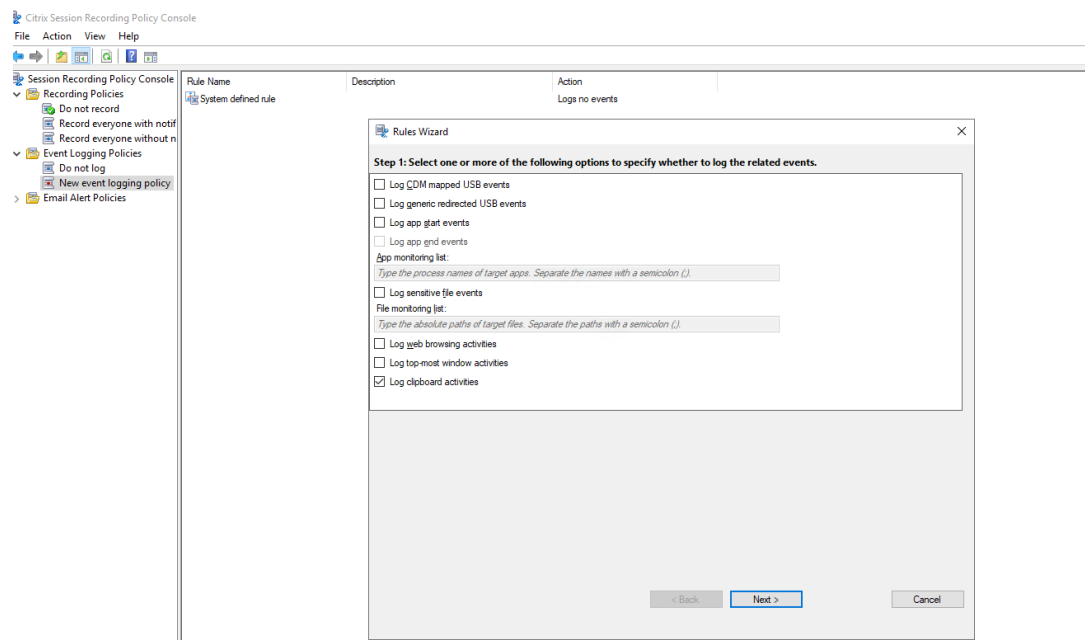 Citrix Session Recording Policy Console
File Action View Help
Session Recording Policy Console
Recording Policies
Do not record
Record everyone with notif
Record everyone without n
Event Logging Policies
Do not log
New event logging policy
Email Alert Policies
Rule Name Description Action
System defined rule Logs no events
Rules Wizard
Step 1: Select one or more of the following options to specify whether to log the related events.
Log CDM mapped USB events
Log generic redirected USB events
Log app start events
Log app end events
App monitoring list:
Type the process names of target apps. Separate the names with a semicolon (;).
Log sensitive file events
File monitoring list:
Type the absolute paths of target files. Separate the paths with a semicolon (;).
Log web browsing activities
Log top-most window activities
Log clipboard activities
< Back Next > Cancel